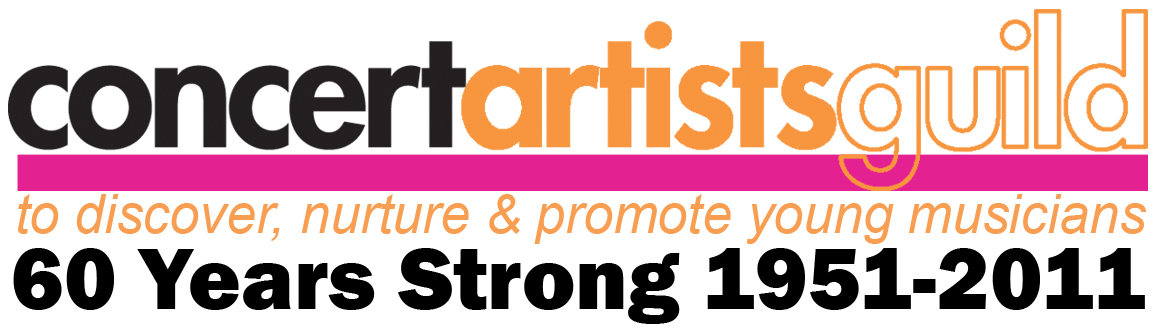 concertartistsguild
to discover, nurture & promote young musicians
60 Years Strong 1951-2011